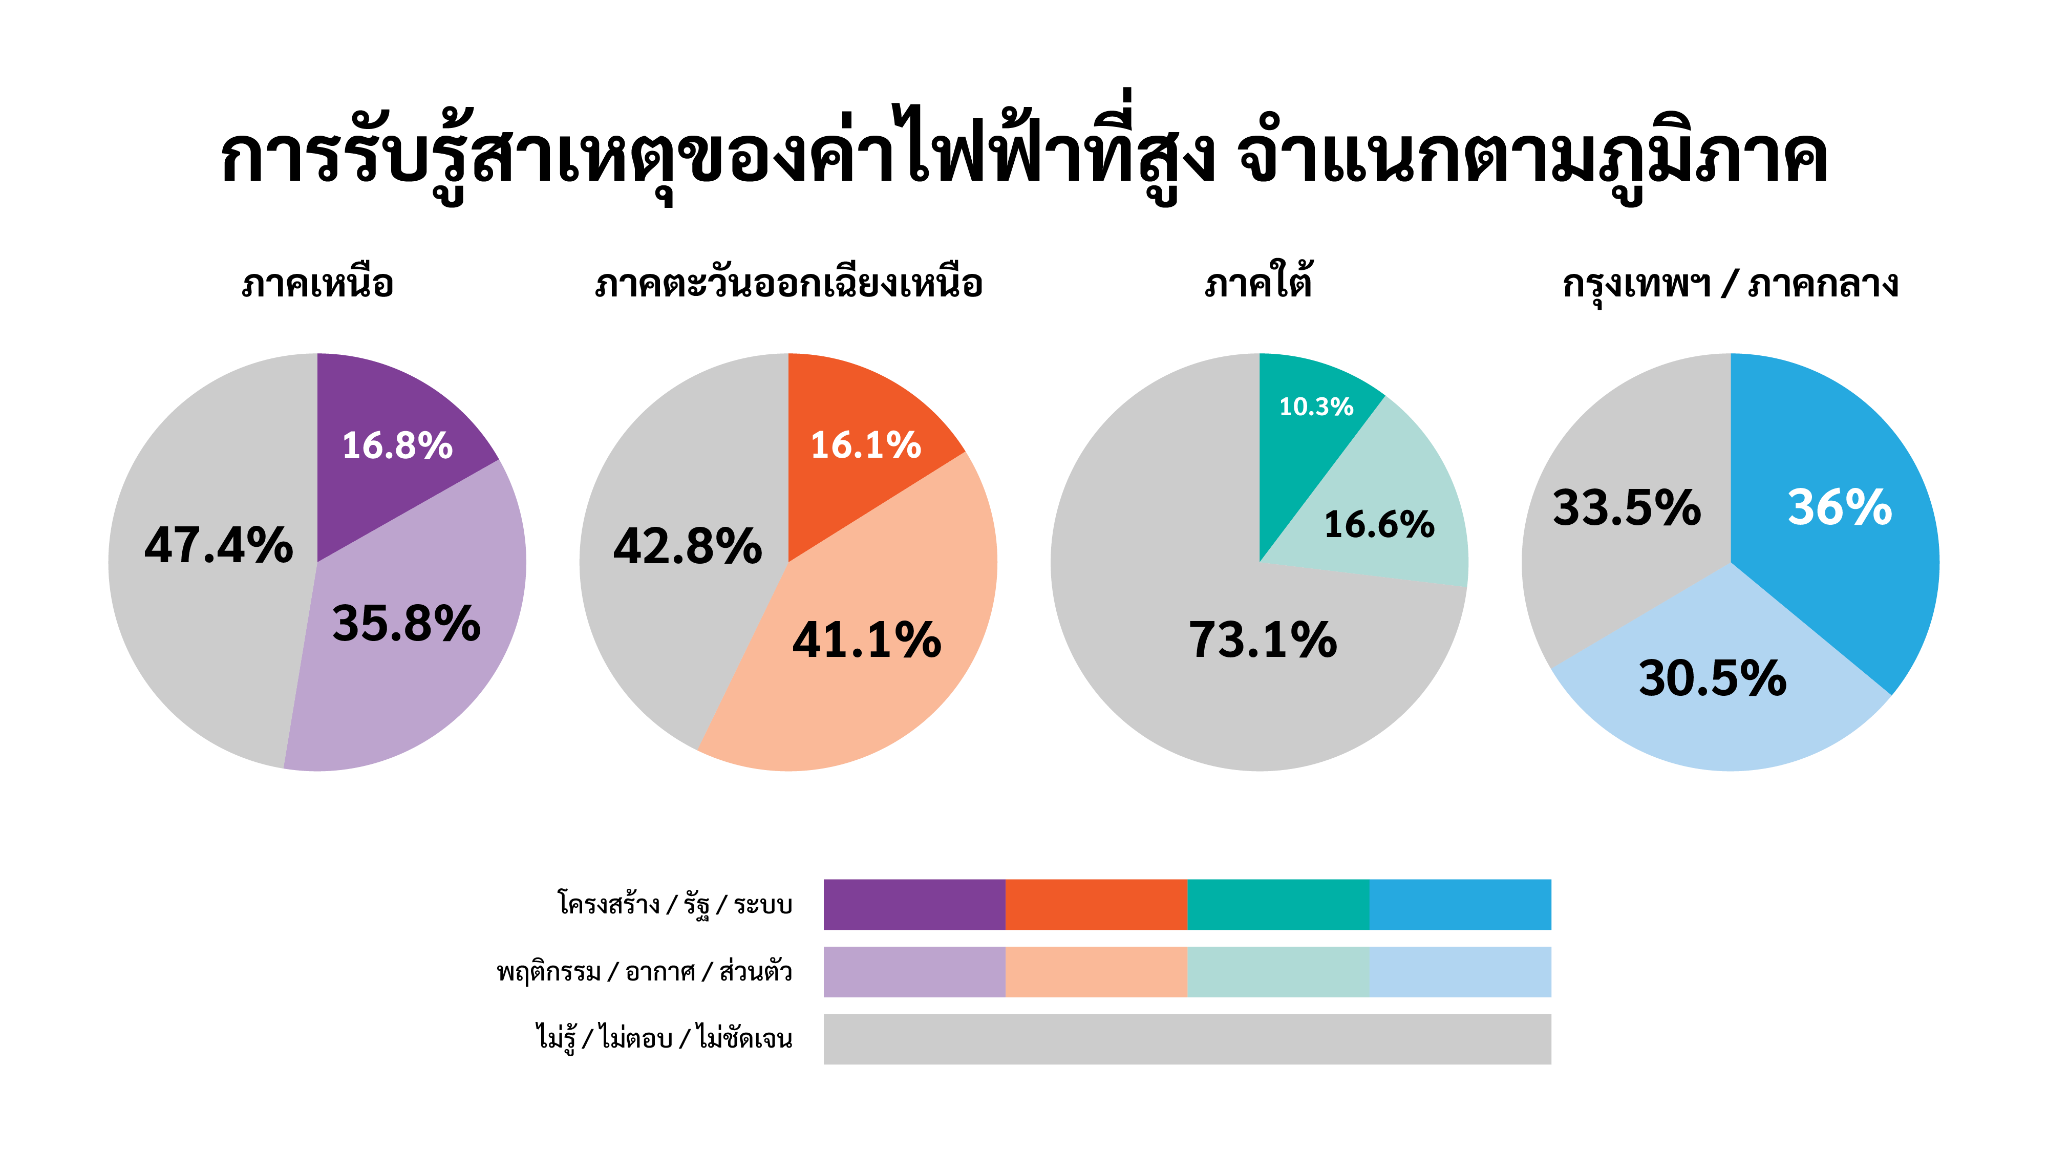 การรับรู้สาเหตุของค่าไฟฟ้าที่สูง จำแนกตามภูมิภาค
ภาคเหนือ
ภาคตะวันออกเฉียงเหนือ
ภาคใต้
กรุงเทพฯ / ภาคกลาง
16.8%
47.4%
35.8%
16.1%
42.8%
41.1%
10.3%
16.6%
73.1%
33.5%
36%
30.5%
โครงสร้าง / รัฐ / ระบบ
พฤติกรรม / อากาศ / ส่วนตัว
ไม่รู้ / ไม่ตอบ / ไม่ชัดเจน